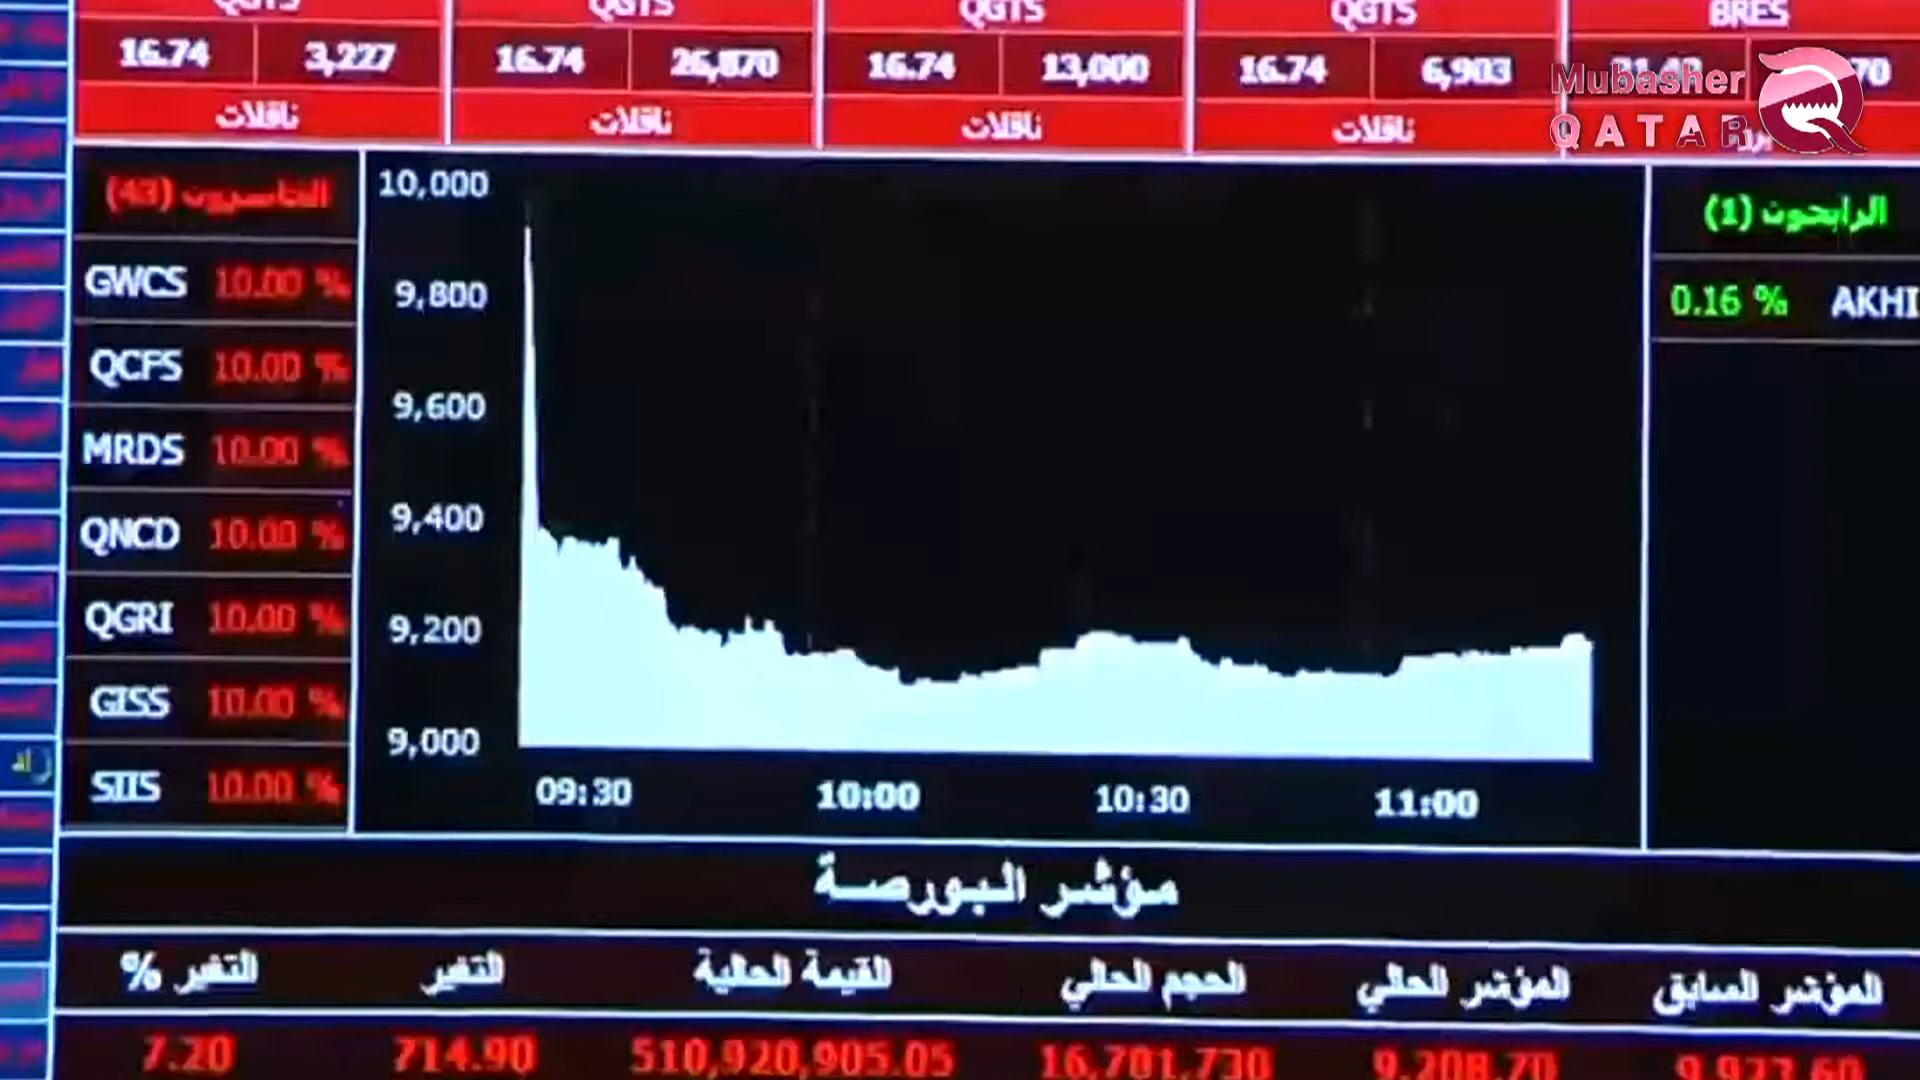 QGTS QGTS QGTS QGTS BRES
16.74 3,227 16.74 26,870 16.74 13,000 16.74 6,903 70
ناقلات ناقلات ناقلات ناقلات
Mubasher
QATAR
الخاسرون (43)
GWCS 10.00 %
QCFS 10.00 %
MRDS 10.00 %
QNCD 10.00 %
QGRI 10.00 %
GISS 10.00 %
SIIS 10.00 %
10,000
9,800
9,600
9,400
9,200
9,000
09:30 10:00 10:30 11:00
الرابحون (1)
0.16 % AKHI
مؤشر البورصة
المؤشر السابق المؤشر الحالي الحجم الحالي القيمة الحالية التغير التغير %
9,923.60 9,208.70 16,701,730 510,920,905.05 714.90 7.20